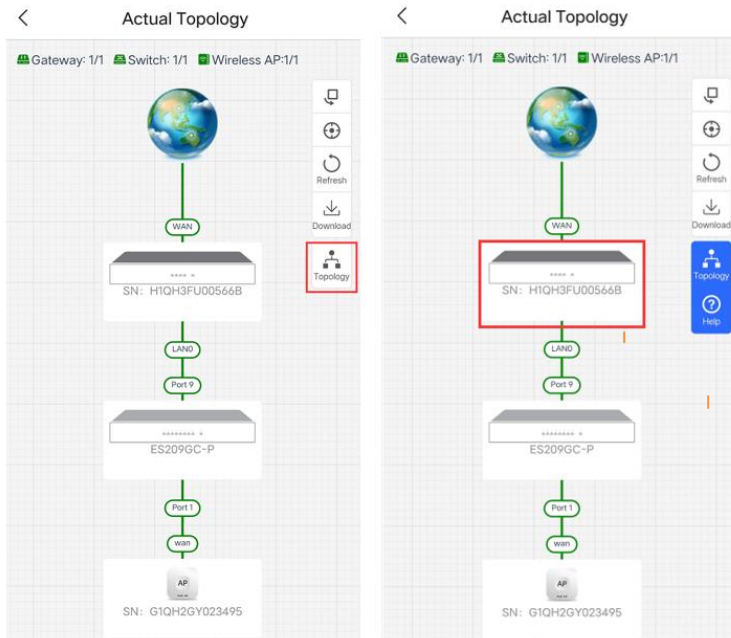 Actual Topology
Gateway: 1/1 Switch: 1/1 Wireless AP:1/1
Refresh
Download
Topology
WAN
SN: H1QH3FU00566B
LAN0
Port 9
ES209GC-P
Port 1
wan
AP
SN: G1QH2GY023495
Actual Topology
Gateway: 1/1 Switch: 1/1 Wireless AP:1/1
Refresh
Download
Topology
Help
WAN
SN: H1QH3FU00566B
LAN0
Port 9
ES209GC-P
Port 1
wan
AP
SN: G1QH2GY023495